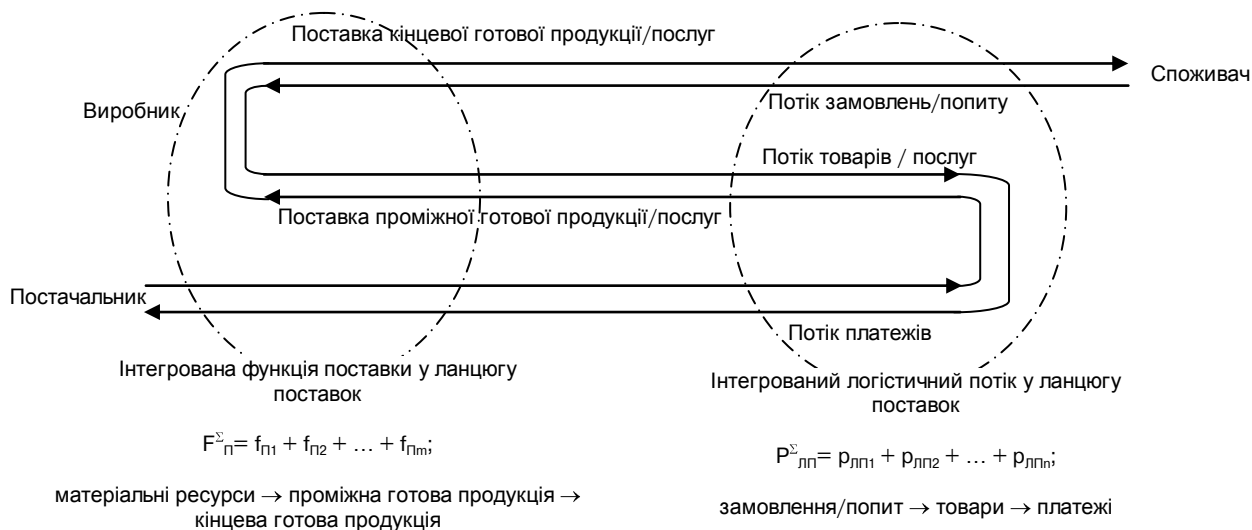 Поставка кінцевої готової продукції/послуг
Споживач
Виробник
Потік замовлень/попиту
Потік товарів / послуг
Поставка проміжної готової продукції/послуг
Постачальник
Потік платежів
Інтегрована функція поставки у ланцюгу
поставок
Інтегрований логістичний потік у ланцюгу
поставок
F^Σ_П= f_П1 + f_П2 + … + f_Пm;
P^Σ_ЛП= p_ЛП1 + p_ЛП2 + … + p_ЛПn;
матеріальні ресурси → проміжна готова продукція →
кінцева готова продукція
замовлення/попит → товари → платежі